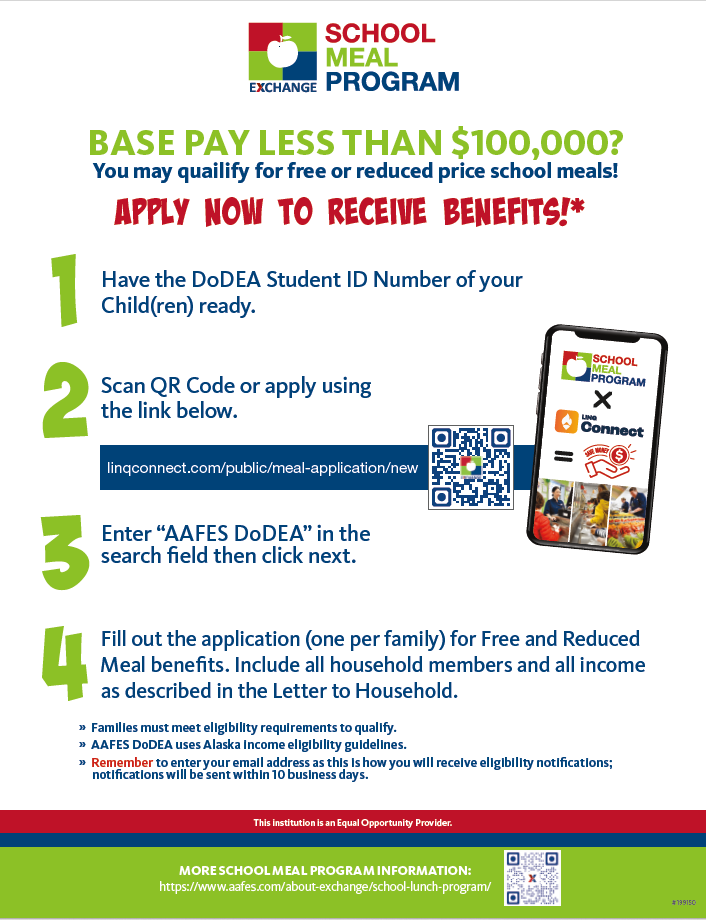 EXCHANGE
SCHOOL
MEAL
PROGRAM
BASE PAY LESS THAN $100,000?
You may quailify for free or reduced price school meals!
APPLY NOW TO RECEIVE BENEFITS!*
1
Have the DoDEA Student ID Number of your
Child(ren) ready.
2
Scan QR Code or apply using
the link below.
linqconnect.com/public/meal-application/new
SCHOOL
MEAL
PROGRAM
X
LINQ
Connect
=
SAVE MONEY
$
3
Enter “AAFES DoDEA” in the
search field then click next.
4
Fill out the application (one per family) for Free and Reduced
Meal benefits. Include all household members and all income
as described in the Letter to Household.
» Families must meet eligibility requirements to qualify.
» AAFES DoDEA uses Alaska Income eligibility guidelines.
» Remember to enter your email address as this is how you will receive eligibility notifications;
notifications will be sent within 10 business days.
This institution is an Equal Opportunity Provider.
MORE SCHOOL MEAL PROGRAM INFORMATION:
https://www.aafes.com/about-exchange/school-lunch-program/
X
#199150